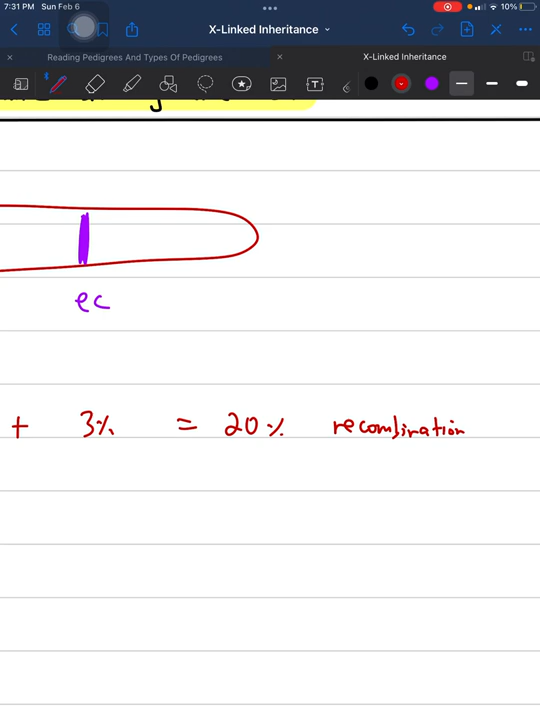 7:31 PM Sun Feb 6 10%
X-Linked Inheritance
Reading Pedigrees And Types Of Pedigrees X-Linked Inheritance
ec
+ 3% = 20% recombination